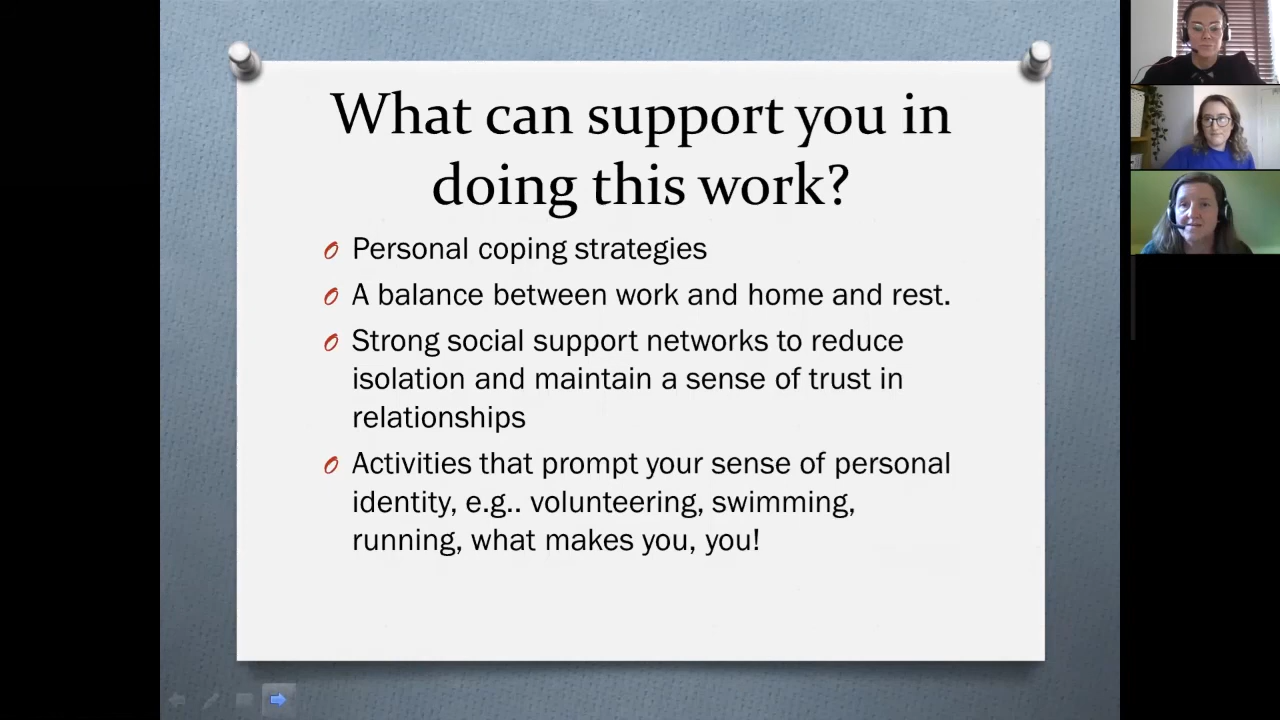 What can support you in
doing this work?
Personal coping strategies
A balance between work and home and rest.
Strong social support networks to reduce
isolation and maintain a sense of trust in
relationships
Activities that prompt your sense of personal
identity, e.g.. volunteering, swimming,
running, what makes you, you!